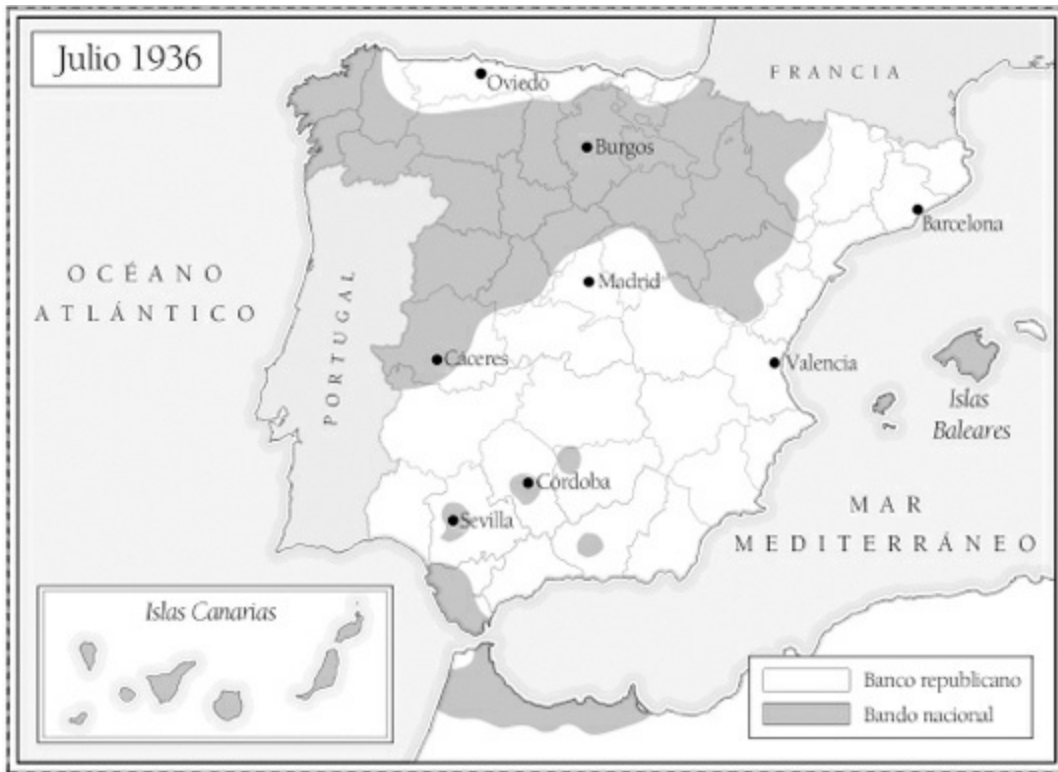 Julio 1936
FRANCIA
Oviedo
Burgos
Barcelona
Madrid
OCÉANO
ATLÁNTICO
PORTUGAL
Cáceres
Valencia
Islas
Baleares
Córdoba
Sevilla
MAR
MEDITERRÁNEO
Islas Canarias
Banco republicano
Bando nacional